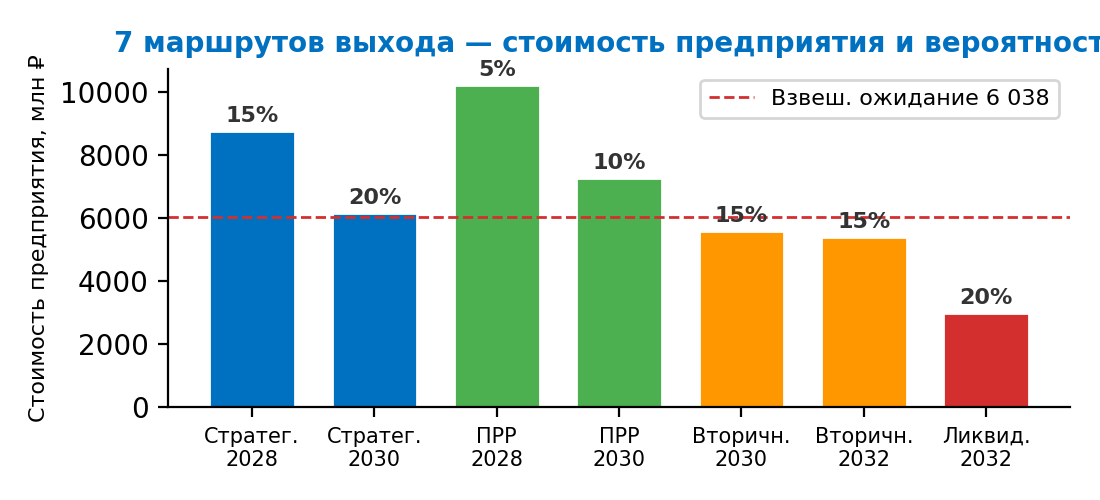 7 маршрутов выхода — стоимость предприятия и вероятност
Стоимость предприятия, млн ₽
10000
8000
6000
4000
2000
0
Взвеш. ожидание 6 038
15%
20%
5%
10%
15%
15%
20%
Стратег.
2028
Стратег.
2030
ПРР
2028
ПРР
2030
Вторичн.
2030
Вторичн.
2032
Ликвид.
2032